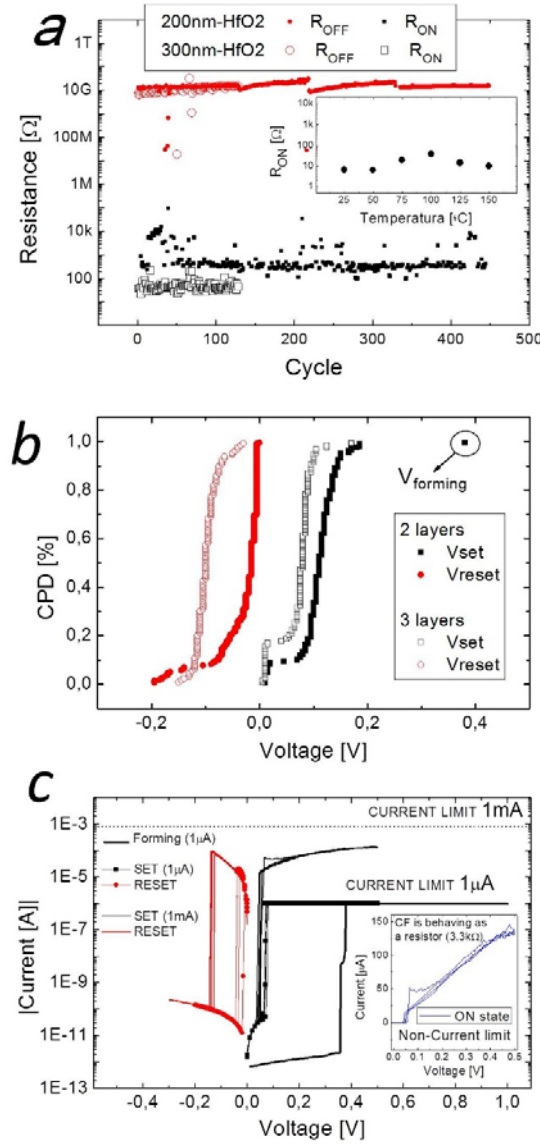 a
200nm-HfO2 R_OFF R_ON
300nm-HfO2 R_OFF R_ON
1T
10G
100M
1M
10k
100
Resistance [Ω]
10k
1k
100
10
1
R_ON [Ω]
25 50 75 100 125 150
Temperatura [ºC]
0 100 200 300 400 500
Cycle
b
1,0
0,8
0,6
0,4
0,2
0,0
CPD [%]
V_forming
2 layers
Vset
Vreset
3 layers
Vset
Vreset
-0,2 0,0 0,2 0,4
Voltage [V]
c
CURRENT LIMIT 1mA
1E-3
1E-5
1E-7
1E-9
1E-11
1E-13
|Current [A]|
Forming (1μA)
SET (1μA)
RESET
SET (1mA)
RESET
CURRENT LIMIT 1μA
CF is behaving as
a resistor (3.3kΩ)
150
100
50
0
Current [μA]
ON state
Non-Current limit
0.0 0.1 0.2 0.3 0.4 0.5
Voltage [V]
-0,4 -0,2 0,0 0,2 0,4 0,6 0,8 1,0
Voltage [V]